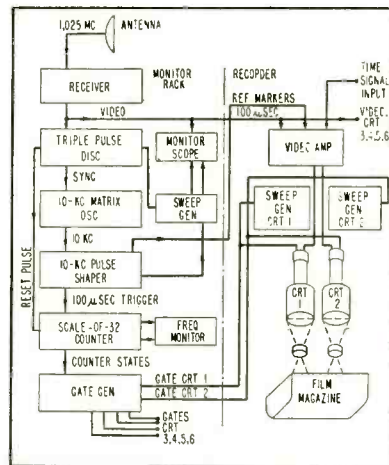 1,025 MC
ANTENNA
RECEIVER
MONITOR RACK
RECORDER
TIME SIGNAL INPUT
REF MARKERS
VIDEO
100 μSEC
VIDEO, CRT 3,4,5,6
TRIPLE PULSE DISC
MONITOR SCOPE
VIDEO AMP
SYNC
10-KC MATRIX OSC
SWEEP GEN
SWEEP GEN CRT 1
SWEEP GEN CRT 2
10 KC
10-KC PULSE SHAPER
RESET PULSE
100 μSEC TRIGGER
CRT 1
CRT 2
SCALE-OF-32 COUNTER
FREQ MONITOR
COUNTER STATES
GATE GEN
GATE CRT 1
GATE CRT 2
FILM MAGAZINE
GATES CRT 3,4,5,6